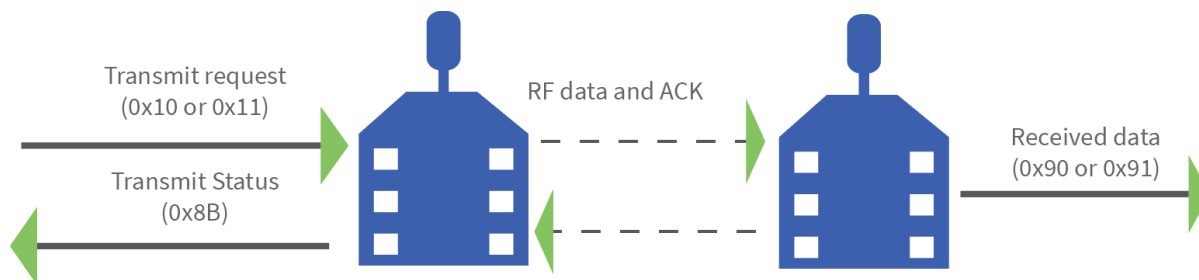 Transmit request
(0x10 or 0x11)
RF data and ACK
Received data
(0x90 or 0x91)
Transmit Status
(0x8B)